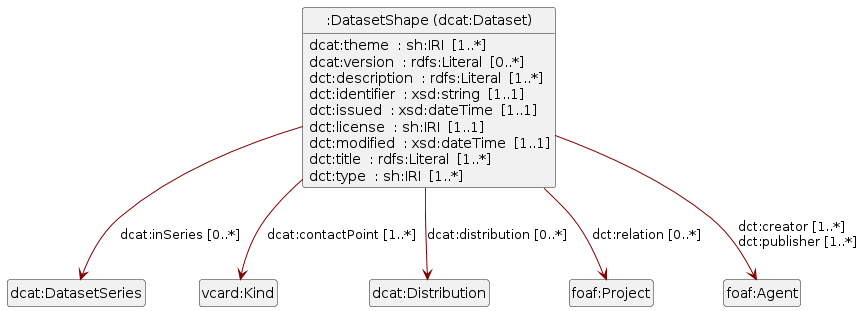 :DatasetShape (dcat:Dataset)
dcat:theme : sh:IRI [1..*]
dcat:version : rdfs:Literal [0..*]
dct:description : rdfs:Literal [1..*]
dct:identifier : xsd:string [1..1]
dct:issued : xsd:dateTime [1..1]
dct:license : sh:IRI [1..1]
dct:modified : xsd:dateTime [1..1]
dct:title : rdfs:Literal [1..*]
dct:type : sh:IRI [1..*]
dcat:inSeries [0..*]
dcat:contactPoint [1..*]
dcat:distribution [0..*]
dct:relation [0..*]
dct:creator [1..*]
dct:publisher [1..*]
dcat:DatasetSeries
vcard:Kind
dcat:Distribution
foaf:Project
foaf:Agent